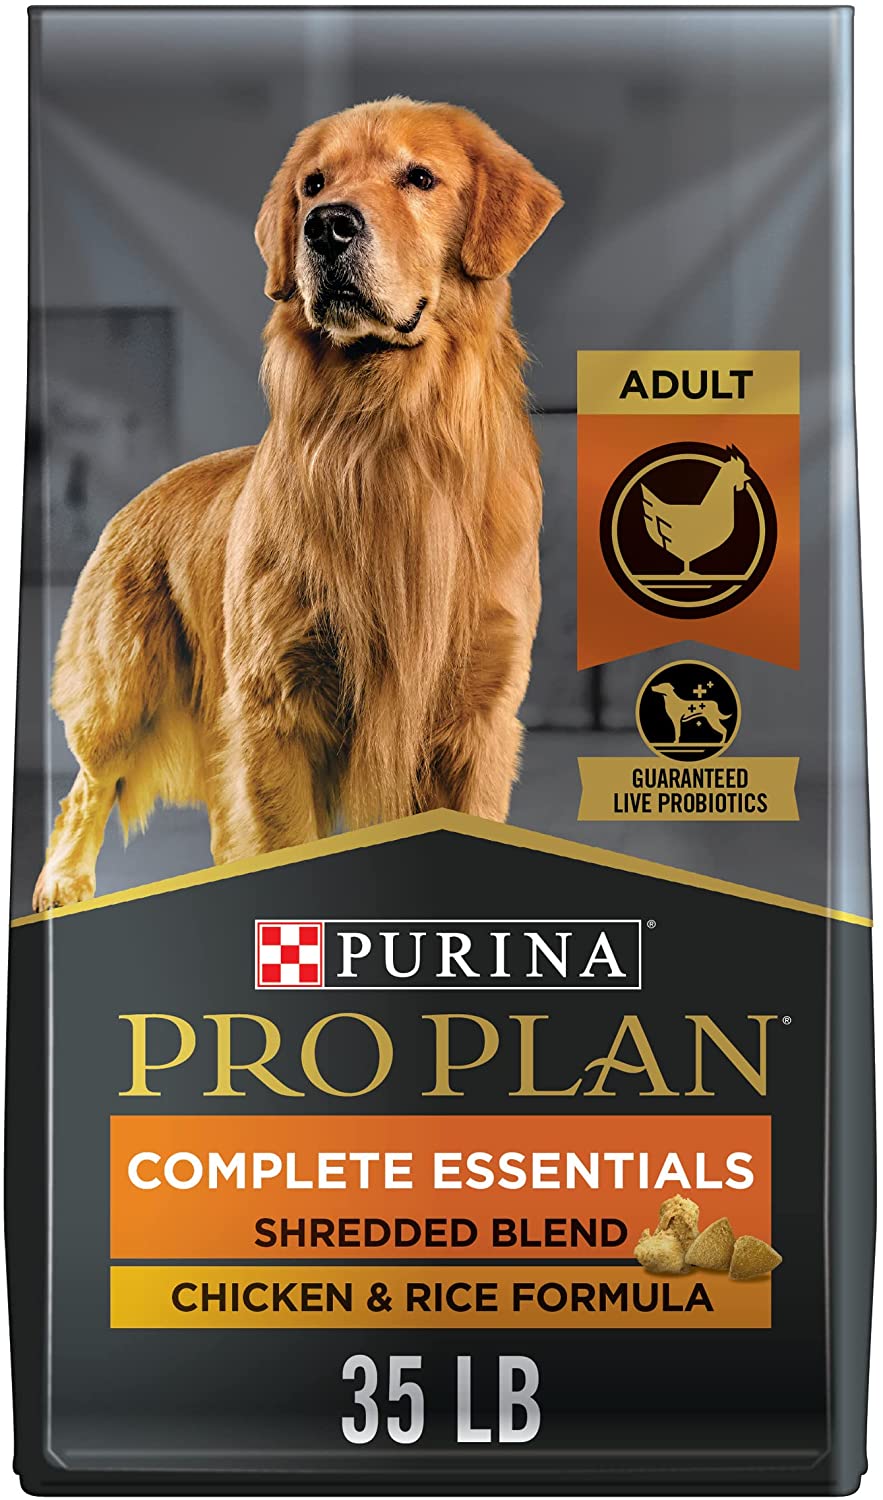 ADULT
GUARANTEED
LIVE PROBIOTICS
PURINA®
PRO PLAN®
COMPLETE ESSENTIALS
SHREDDED BLEND
CHICKEN & RICE FORMULA
35 LB